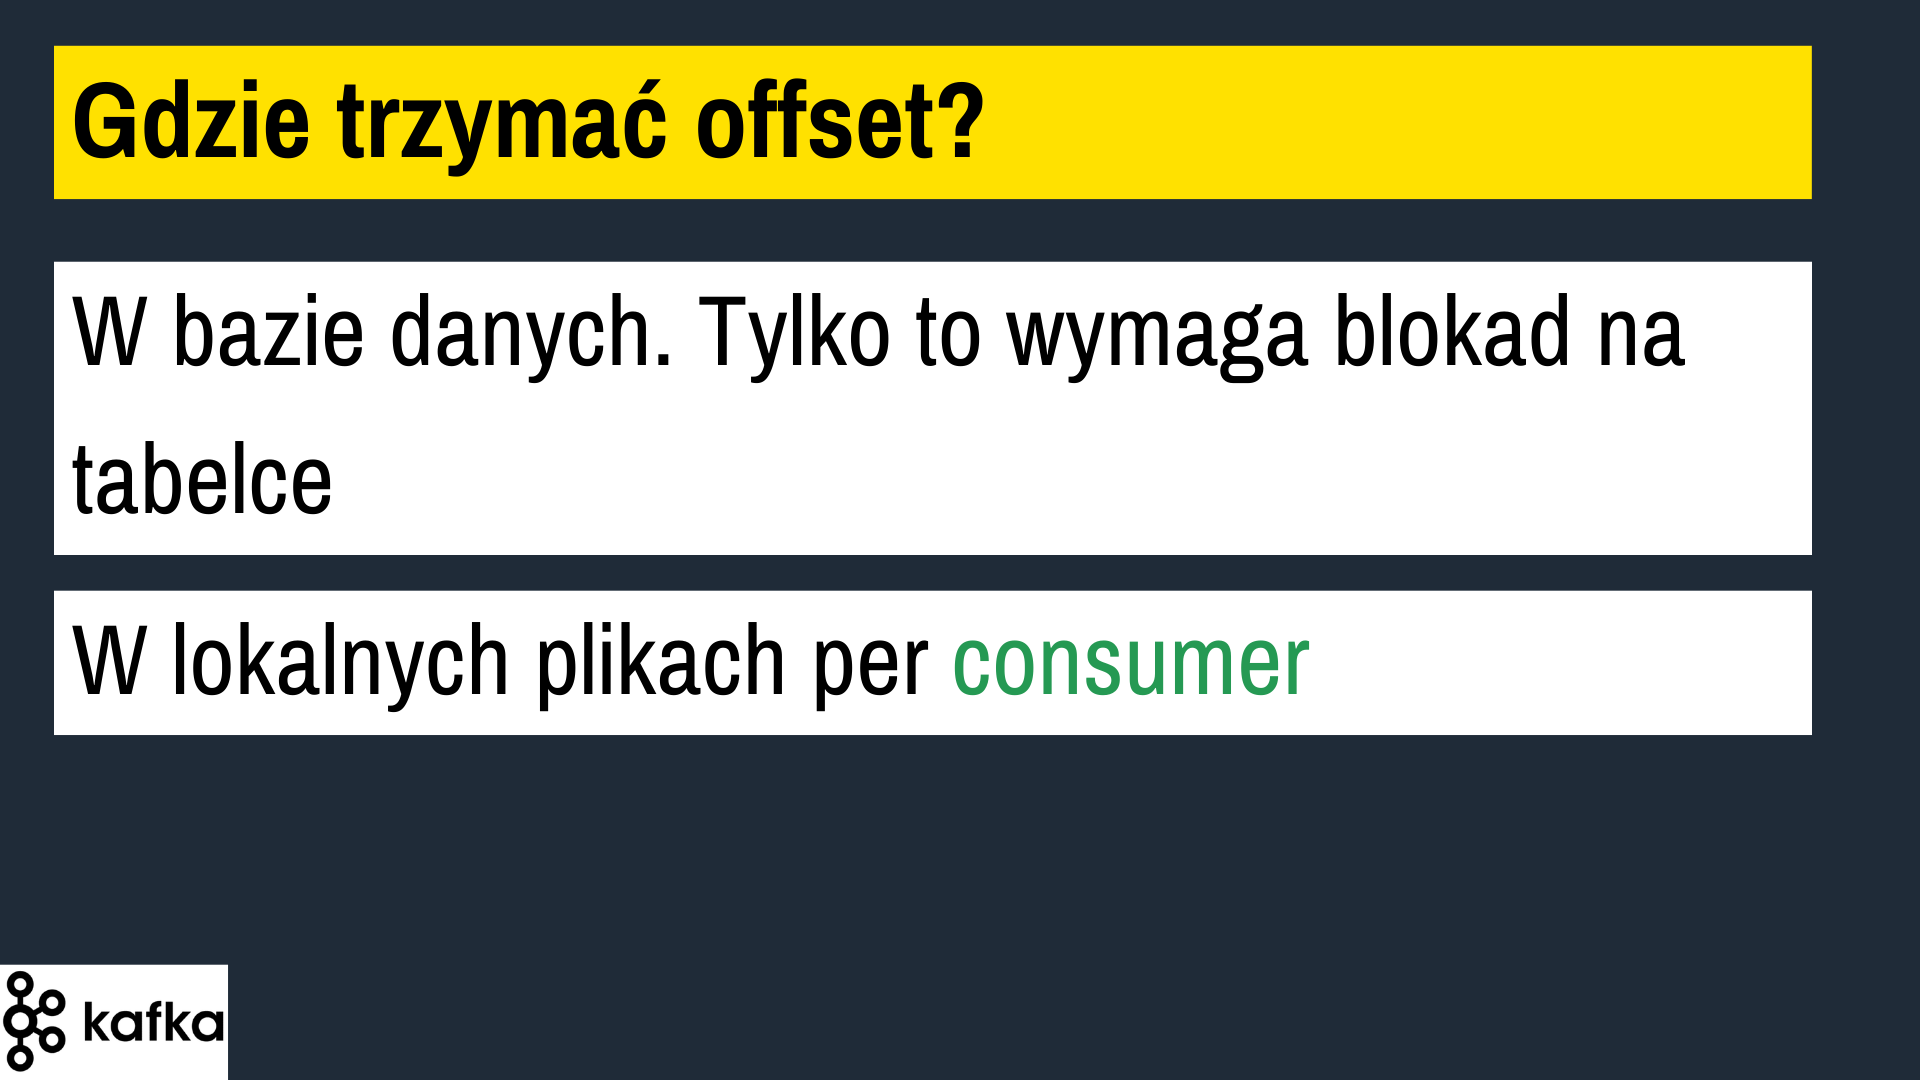 Gdzie trzymać offset?
W bazie danych. Tylko to wymaga blokad na
tabelce
W lokalnych plikach per consumer
kafka